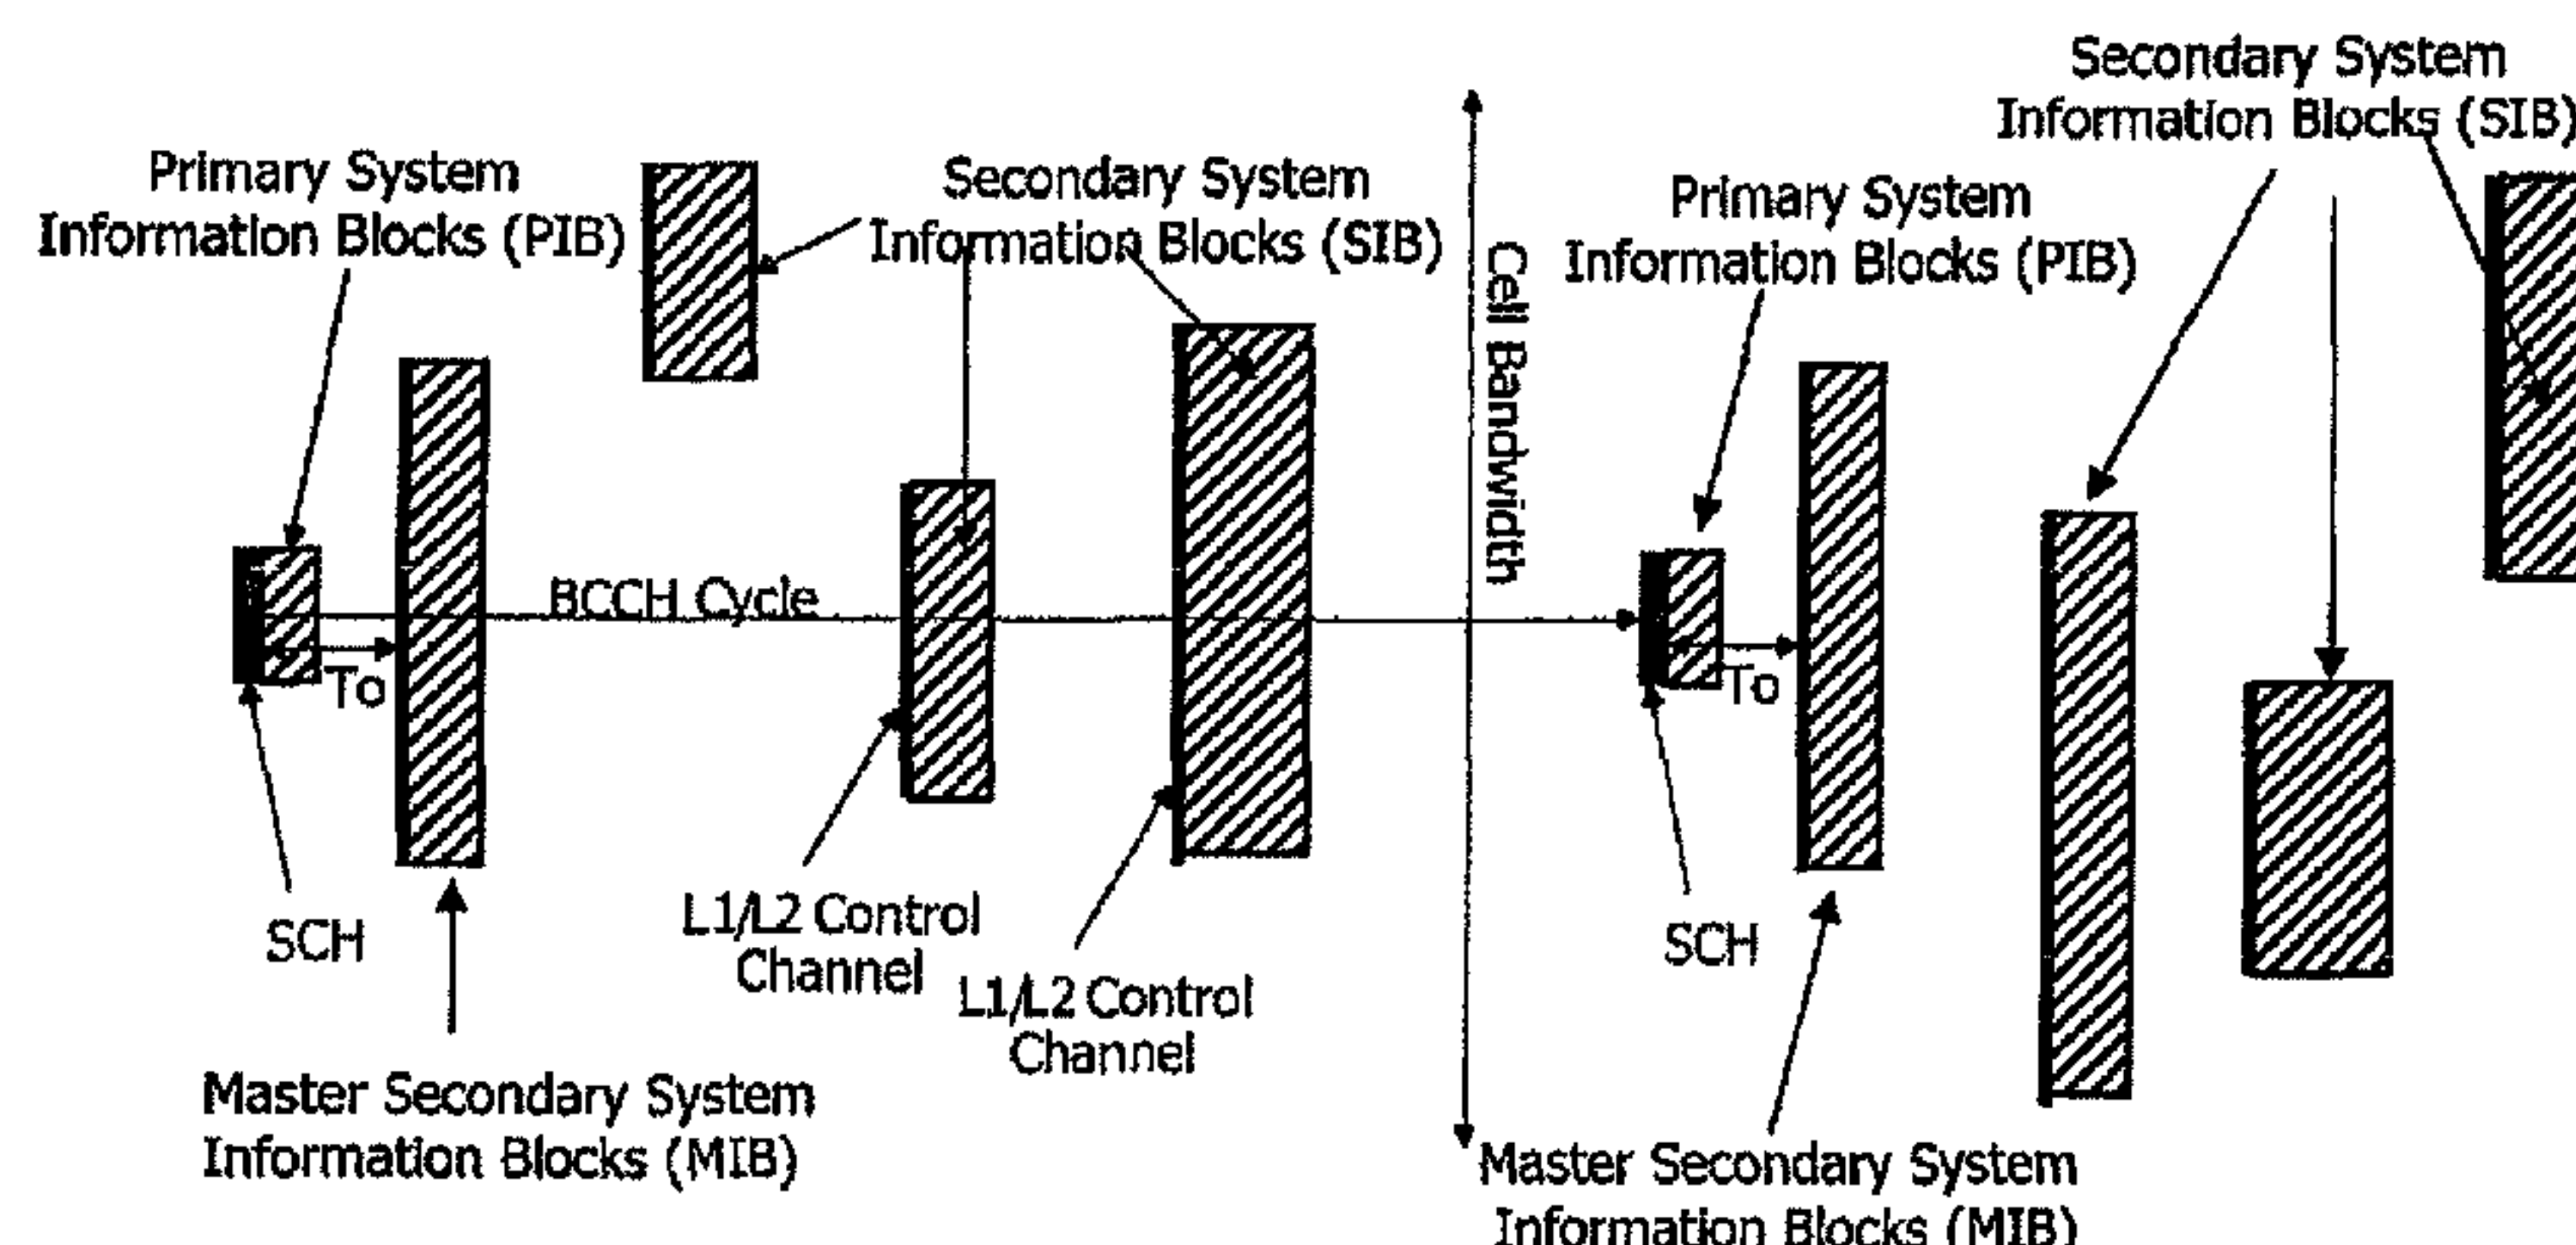 Primary System
Information Blocks (PIB)
Secondary System
Information Blocks (SIB)
Cell Bandwidth
Primary System
Information Blocks (PIB)
Secondary System
Information Blocks (SIB)
BCCH Cycle
To
To
SCH
L1/L2 Control
Channel
L1/L2 Control
Channel
SCH
Master Secondary System
Information Blocks (MIB)
Master Secondary System
Information Blocks (MIB)